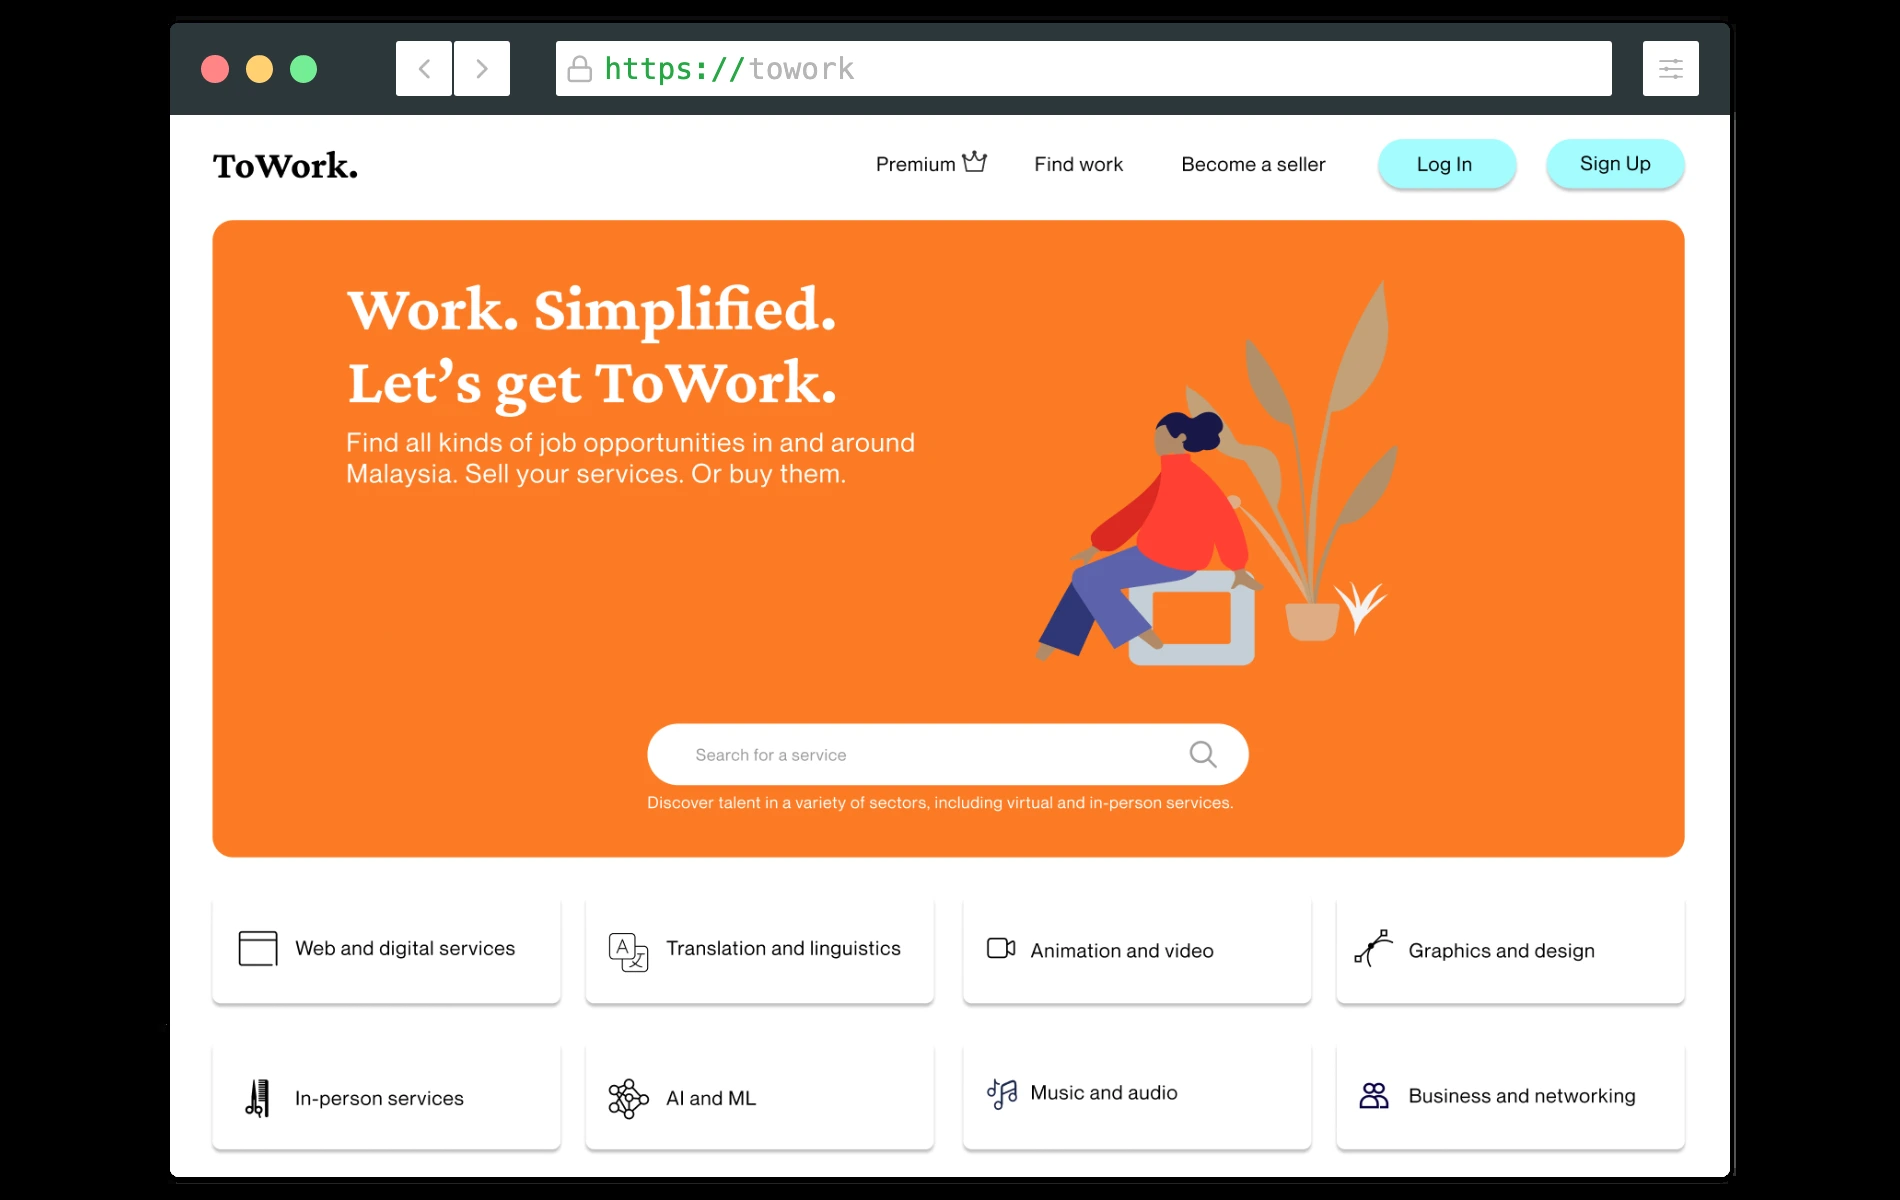 https://towork
ToWork.
Premium
Find work
Become a seller
Log In
Sign Up
Work. Simplified.
Let’s get ToWork.
Find all kinds of job opportunities in and around
Malaysia. Sell your services. Or buy them.
Search for a service
Discover talent in a variety of sectors, including virtual and in-person services.
Web and digital services
A 文
Translation and linguistics
Animation and video
Graphics and design
In-person services
AI and ML
Music and audio
Business and networking